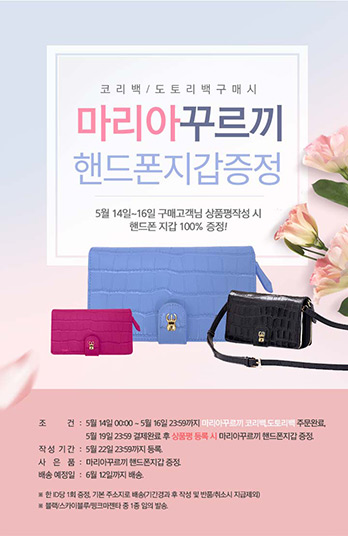 코리백/도토리백구매시
마리아꾸르끼
핸드폰지갑증정
5월 14일~16일 구매고객님 상품평작성 시
핸드폰 지갑 100% 증정!
조 건 : 5월 14일 00:00 ~ 5월 16일 23:59까지 마리아꾸르끼 코리백,도토리백 주문완료,
5월 19일 23:59 결제완료 후 상품평 등록 시 마리아꾸르끼 핸드폰지갑 증정.
작성 기간 : 5월 22일 23:59까지 등록.
사 은 품 : 마리아꾸르끼 핸드폰지갑 증정.
배송 예정일 : 6월 12일까지 배송.
※ 한 ID당 1회 증정, 기본 주소지로 배송(기간경과 후 작성 및 반품/취소시 지급제외)
※ 블랙/스카이블루/핑크마젠타 중 1종 임의 발송.